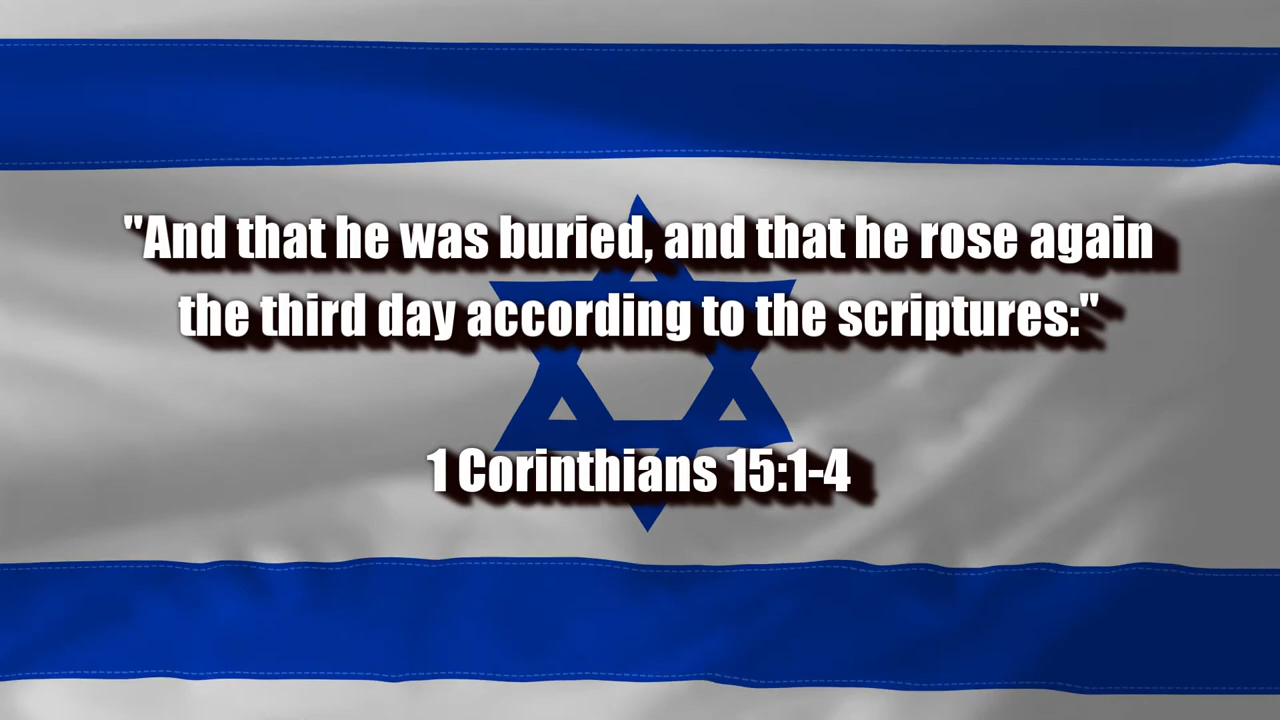 "And that he was buried, and that he rose again
the third day according to the scriptures:"
1 Corinthians 15:1-4